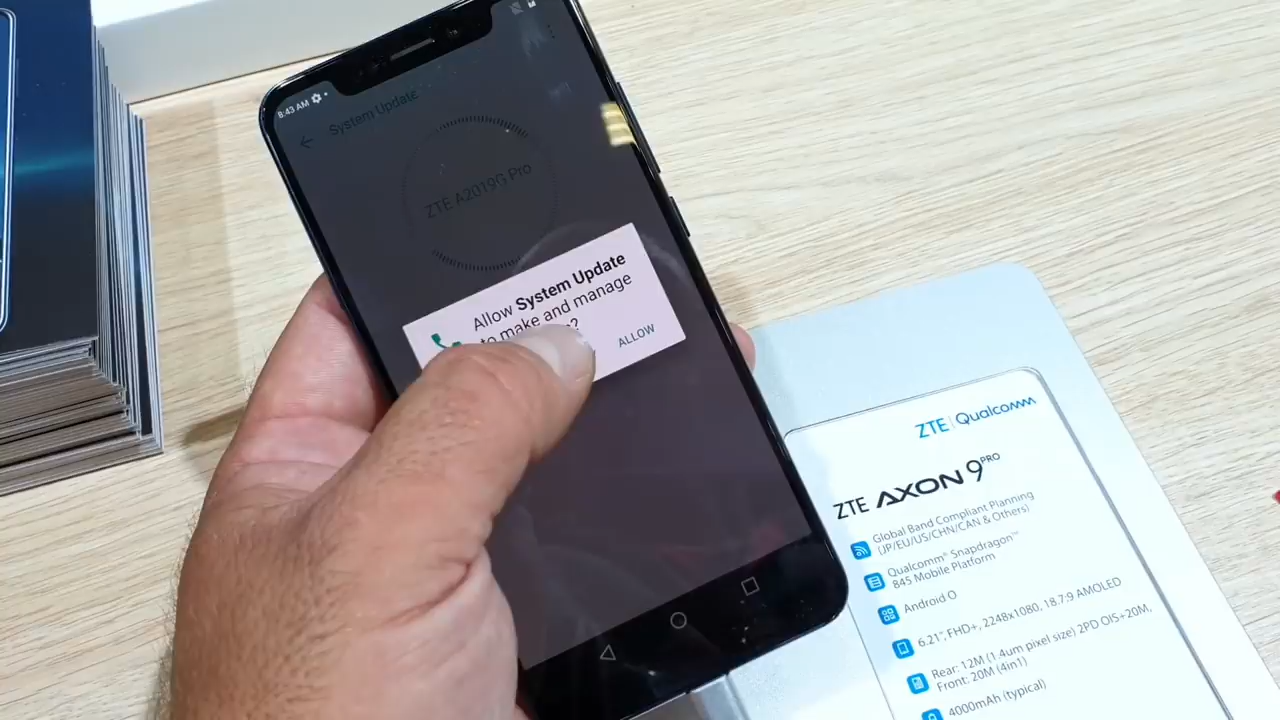 8:43 AM
System Update
ZTE A2019G Pro
Allow System Update
to make and manage
ALLOW
ZTE | Qualcomm
ZTE AXON 9 PRO
Global Band Compliant Planning
(JP/EU/US/CHN/CAN & Others)
Qualcomm® Snapdragon™
845 Mobile Platform
Android O
6.21", FHD+, 2248x1080, 18.7:9 AMOLED
Rear: 12M (1.4um pixel size) 2PD OIS+20M,
Front: 20M (4in1)
4000mAh (typical)